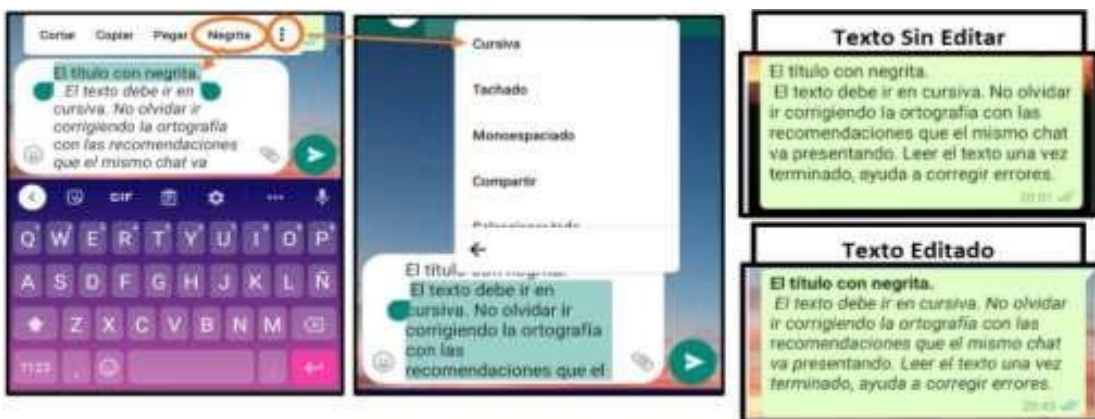 Cortar Copiar Pegar Negrita
El título con negrita.
El texto debe ir en
cursiva. No olvidar ir
corrigiendo la ortografía
con las recomendaciones
que el mismo chat va
GIF
Q W E R T Y U I O P
A S D F G H J K L Ñ
Z X C V B N M
Cursiva
Tachado
Monoespaciado
Compartir
El texto debe ir en
cursiva. No olvidar ir
corrigiendo la ortografía
con las
recomendaciones que el
Texto Sin Editar
El título con negrita.
El texto debe ir en cursiva. No olvidar
ir corrigiendo la ortografía con las
recomendaciones que el mismo chat
va presentando. Leer el texto una vez
terminado, ayuda a corregir errores.
Texto Editado
El título con negrita.
El texto debe ir en cursiva. No olvidar
ir corrigiendo la ortografía con las
recomendaciones que el mismo chat
va presentando. Leer el texto una vez
terminado, ayuda a corregir errores.